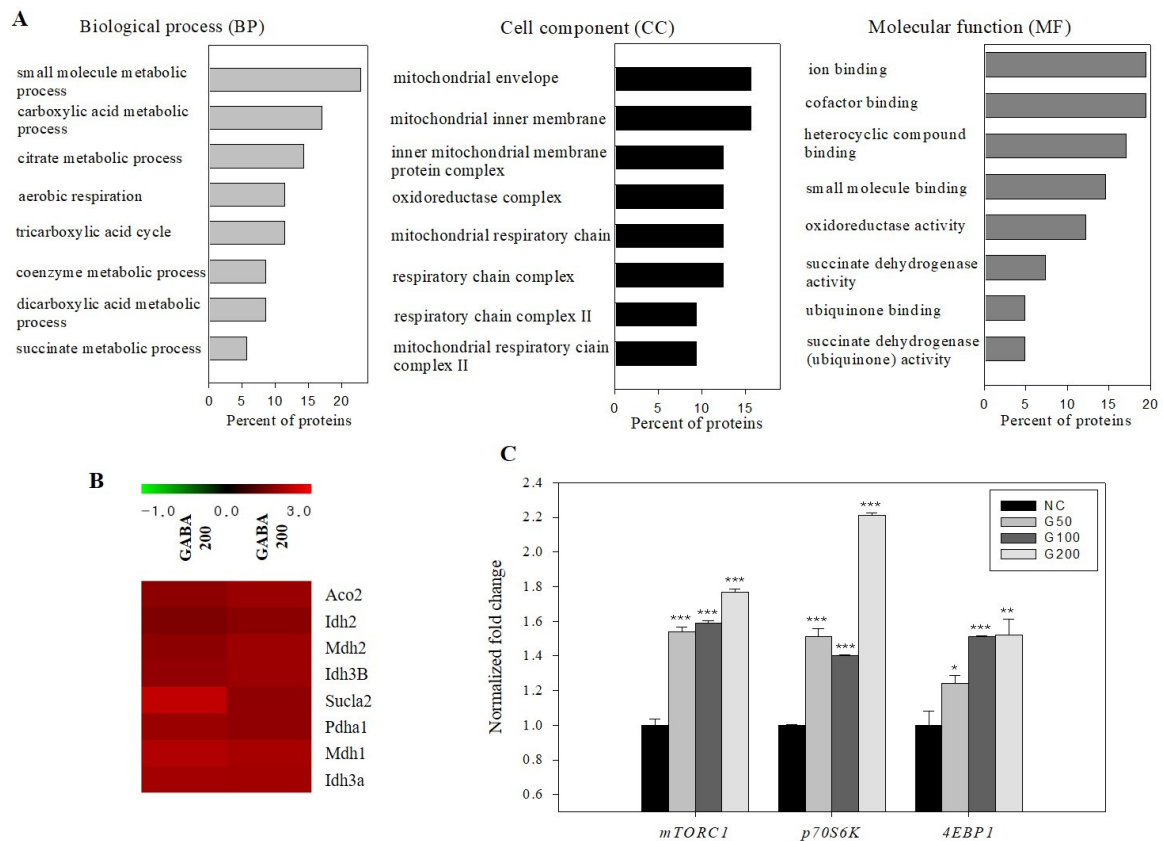 A
Biological process (BP)
small molecule metabolic
process
carboxylic acid metabolic
process
citrate metabolic process
aerobic respiration
tricarboxylic acid cycle
coenzyme metabolic process
dicarboxylic acid metabolic
process
succinate metabolic process
0 5 10 15 20
Percent of proteins
Cell component (CC)
mitochondrial envelope
mitochondrial inner membrane
inner mitochondrial membrane
protein complex
oxidoreductase complex
mitochondrial respiratory chain
respiratory chain complex
respiratory chain complex II
mitochondrial respiratory ciain
complex II
0 5 10 15
Percent of proteins
Molecular function (MF)
ion binding
cofactor binding
heterocyclic compound
binding
small molecule binding
oxidoreductase activity
succinate dehydrogenase
activity
ubiquinone binding
succinate dehydrogenase
(ubiquinone) activity
0 5 10 15 20
Percent of proteins
B
-1.0 0.0 3.0
GABA
200
GABA
200
Aco2
Idh2
Mdh2
Idh3B
Sucla2
Pdha1
Mdh1
Idh3a
C
Normalized fold change
2.4
2.2
2.0
1.8
1.6
1.4
1.2
1.0
0.8
0.6
NC
G50
G100
G200
*** *** ***
*** *** ***
* *** **
mTORC1 p70S6K 4EBP1